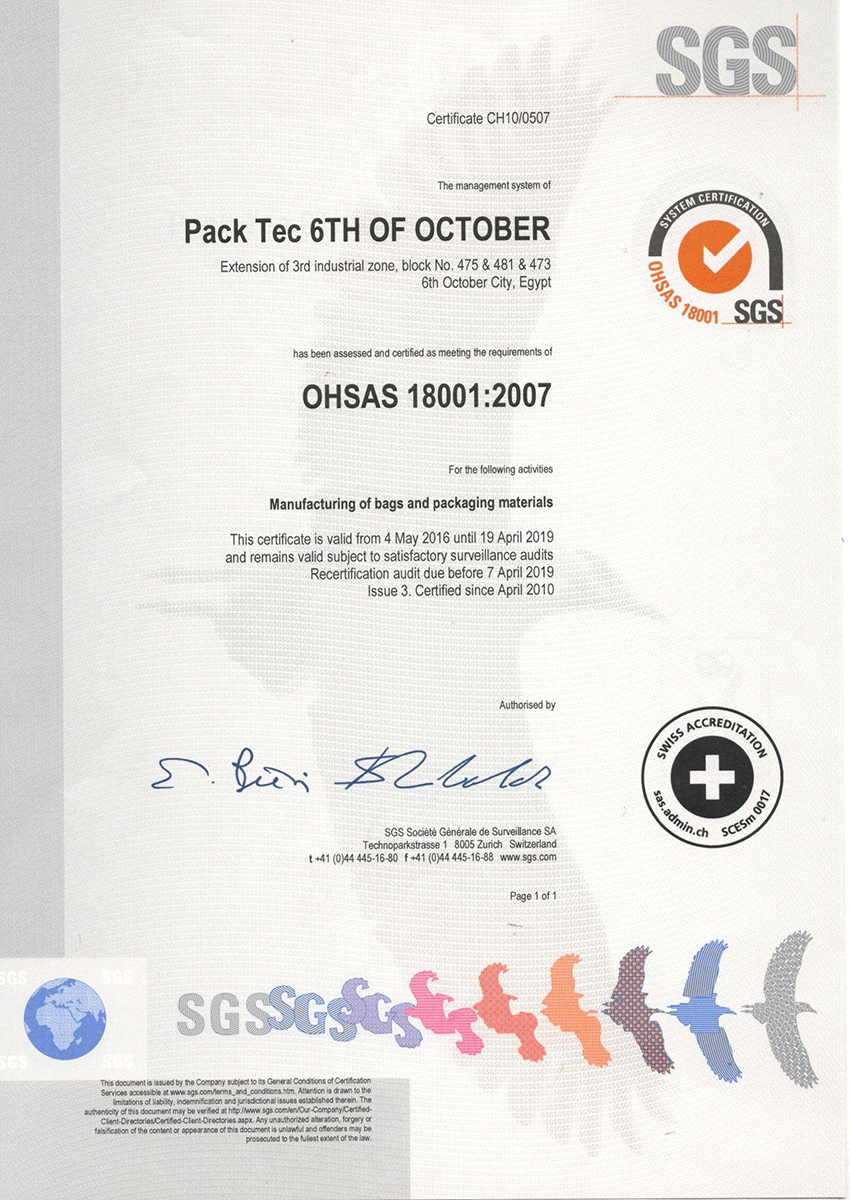 SGS
Certificate CH10/0507
The management system of
Pack Tec 6TH OF OCTOBER
Extension of 3rd industrial zone, block No. 475 & 481 & 473
6th October City, Egypt
SYSTEM CERTIFICATION
OHSAS 18001
SGS
has been assessed and certified as meeting the requirements of
OHSAS 18001:2007
For the following activities
Manufacturing of bags and packaging materials
This certificate is valid from 4 May 2016 until 19 April 2019
and remains valid subject to satisfactory surveillance audits
Recertification audit due before 7 April 2019
Issue 3. Certified since April 2010
Authorised by
SWISS ACCREDITATION
sas.admin.ch
SCESm 0017
SGS Société Générale de Surveillance SA
Technoparkstrasse 1 8005 Zurich Switzerland
t +41 (0)44 445-16-80 f +41 (0)44 445-16-88 www.sgs.com
Page 1 of 1
SGS SGS
SGS SGS
SGS SGS SGS
This document is issued by the Company subject to its General Conditions of Certification
Services accessible at www.sgs.com/terms_and_conditions.htm. Attention is drawn to the
limitations of liability, indemnification and jurisdictional issues established therein. The
authenticity of this document may be verified at http://www.sgs.com/en/Our-Company/Certified-
Client-Directories/Certified-Client-Directories.aspx. Any unauthorized alteration, forgery or
falsification of the content or appearance of this document is unlawful and offenders may be
prosecuted to the fullest extent of the law.